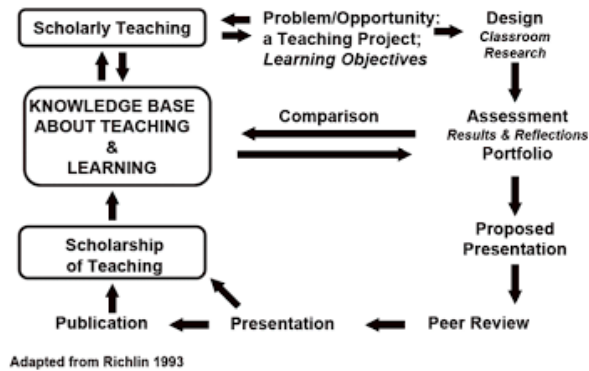 Scholarly Teaching
Problem/Opportunity:
a Teaching Project;
Learning Objectives
Design
Classroom
Research
KNOWLEDGE BASE
ABOUT TEACHING
&
LEARNING
Comparison
Assessment
Results & Reflections
Portfolio
Proposed
Presentation
Scholarship
of Teaching
Publication
Presentation
Peer Review
Adapted from Richlin 1993